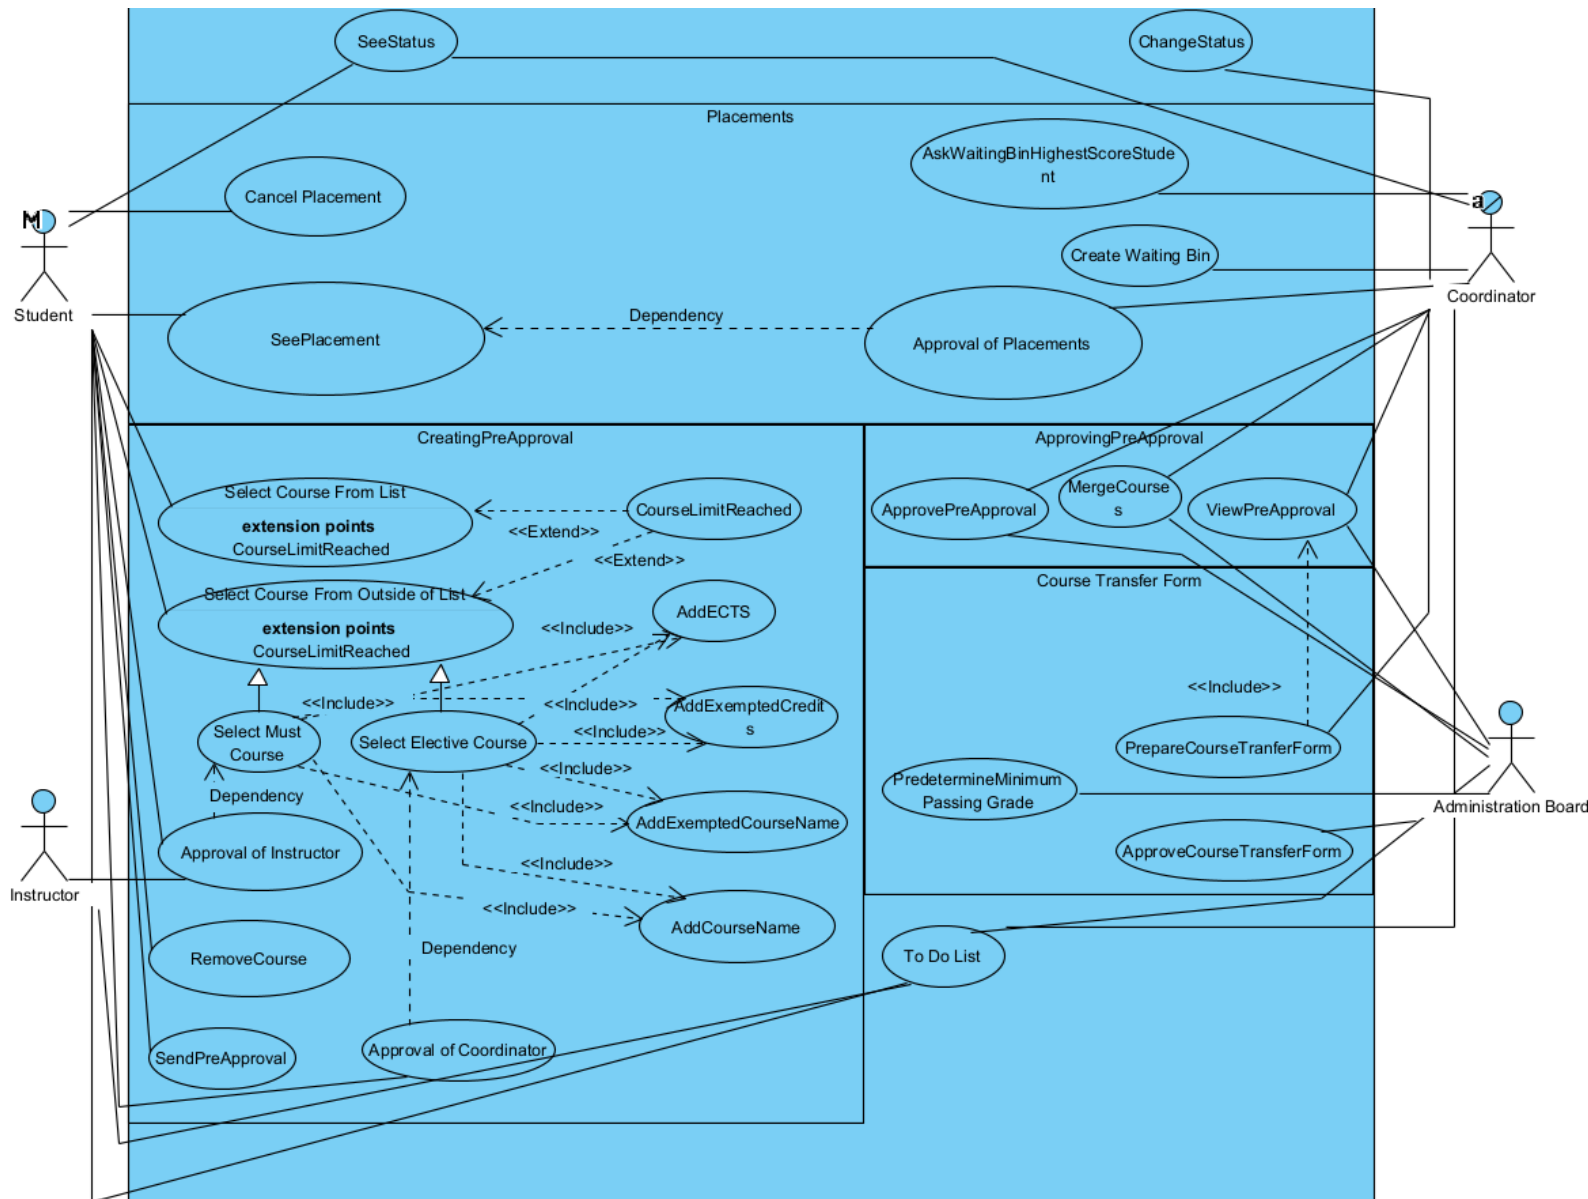 SeeStatus
ChangeStatus
Placements
AskWaitingBinHighestScoreStude
nt
Cancel Placement
M
a
Create Waiting Bin
Student
Coordinator
Dependency
SeePlacement
Approval of Placements
CreatingPreApproval
ApprovingPreApproval
Select Course From List
extension points
CourseLimitReached
CourseLimitReached
<<Extend>>
<<Extend>>
ApprovePreApproval
MergeCourse
s
ViewPreApproval
Course Transfer Form
Select Course From Outside of List
extension points
CourseLimitReached
AddECTS
<<Include>>
<<Include>>
<<Include>>
<<Include>>
AddExemptedCredit
s
<<Include>>
Select Must
Course
Select Elective Course
PrepareCourseTranferForm
<<Include>>
PredetermineMinimum
Passing Grade
Dependency
<<Include>>
AddExemptedCourseName
Administration Board
Approval of Instructor
ApproveCourseTransferForm
<<Include>>
Instructor
<<Include>>
AddCourseName
Dependency
RemoveCourse
To Do List
SendPreApproval
Approval of Coordinator